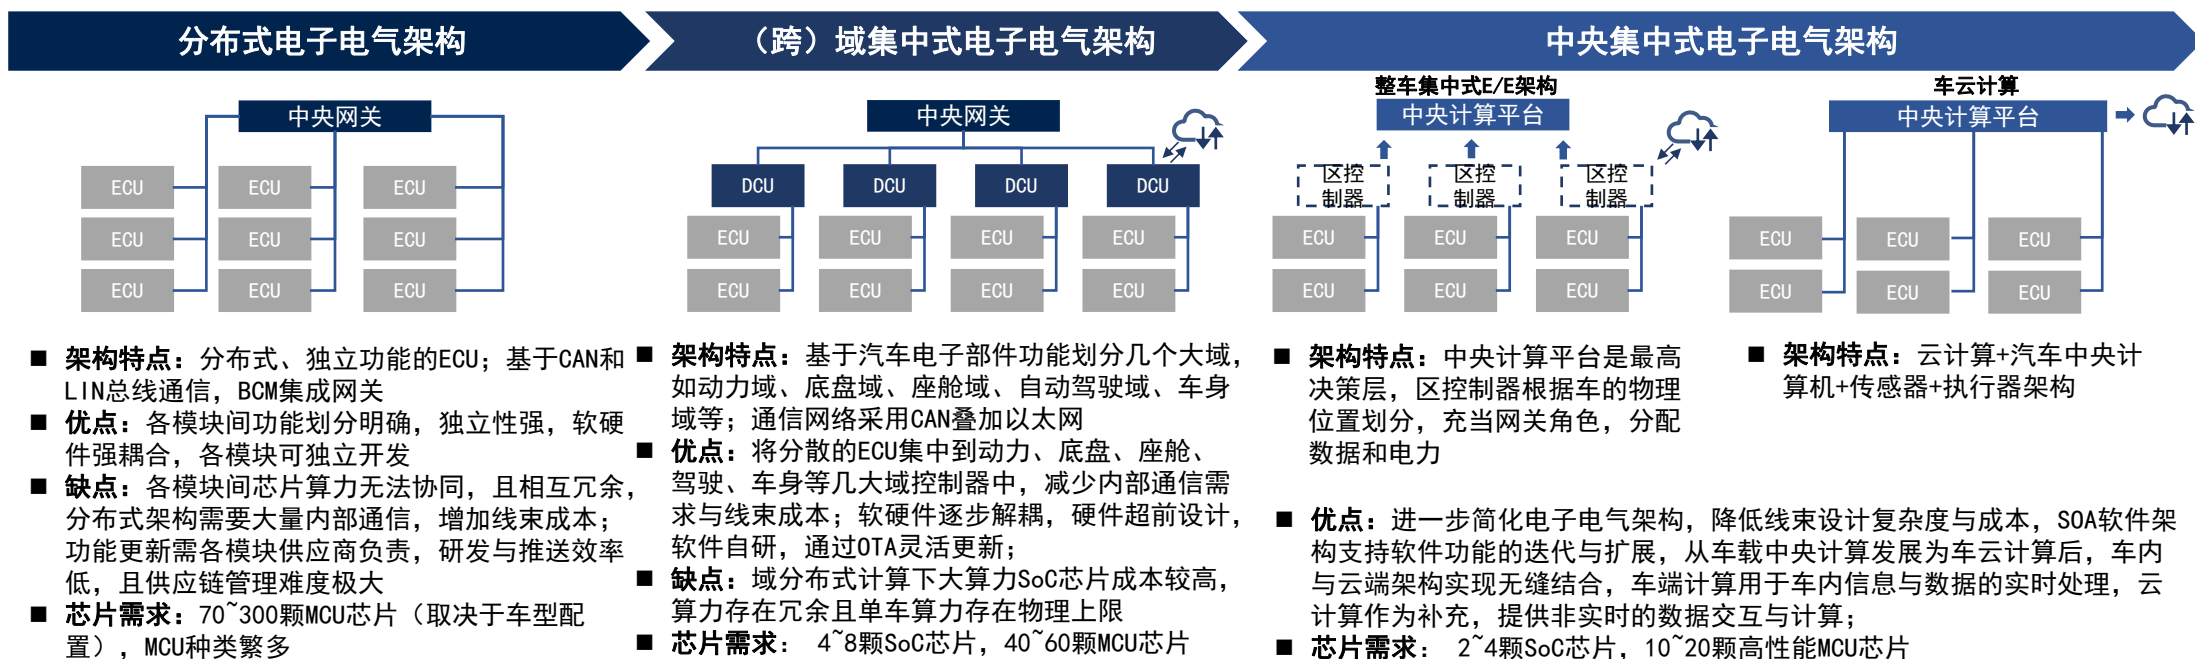 分布式电子电气架构
（跨）域集中式电子电气架构
中央集中式电子电气架构
中央网关
ECU
ECU
ECU
ECU
ECU
ECU
ECU
ECU
ECU
中央网关
DCU
DCU
DCU
DCU
ECU
ECU
ECU
ECU
ECU
ECU
ECU
ECU
整车集中式E/E架构
中央计算平台
区控
制器
区控
制器
区控
制器
ECU
ECU
ECU
ECU
ECU
ECU
车云计算
中央计算平台
ECU
ECU
ECU
ECU
ECU
ECU
■ 架构特点：分布式、独立功能的ECU；基于CAN和
LIN总线通信，BCM集成网关
■ 优点：各模块间功能划分明确，独立性强，软硬
件强耦合，各模块可独立开发
■ 缺点：各模块间芯片算力无法协同，且相互冗余，
分布式架构需要大量内部通信，增加线束成本；
功能更新需各模块供应商负责，研发与推送效率
低，且供应链管理难度极大
■ 芯片需求：70~300颗MCU芯片（取决于车型配
置），MCU种类繁多
■ 架构特点：基于汽车电子部件功能划分几个大域，
如动力域、底盘域、座舱域、自动驾驶域、车身
域等；通信网络采用CAN叠加以太网
■ 优点：将分散的ECU集中到动力、底盘、座舱、
驾驶、车身等几大域控制器中，减少内部通信需
求与线束成本；软硬件逐步解耦，硬件超前设计，
软件自研，通过OTA灵活更新；
■ 缺点：域分布式计算下大算力SoC芯片成本较高，
算力存在冗余且单车算力存在物理上限
■ 芯片需求： 4~8颗SoC芯片，40~60颗MCU芯片
■ 架构特点：中央计算平台是最高
决策层，区控制器根据车的物理
位置划分，充当网关角色，分配
数据和电力
■ 架构特点：云计算+汽车中央计
算机+传感器+执行器架构
■ 优点：进一步简化电子电气架构，降低线束设计复杂度与成本，SOA软件架
构支持软件功能的迭代与扩展，从车载中央计算发展为车云计算后，车内
与云端架构实现无缝结合，车端计算用于车内信息与数据的实时处理，云
计算作为补充，提供非实时的数据交互与计算；
■ 芯片需求： 2~4颗SoC芯片，10~20颗高性能MCU芯片